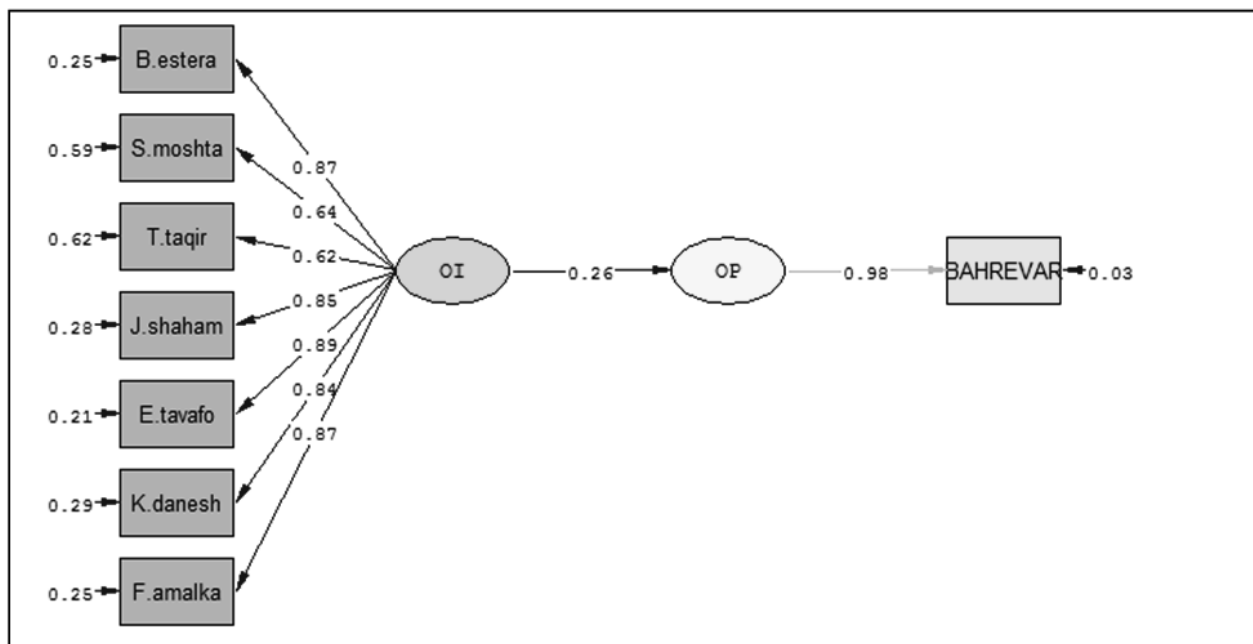 0.25
B.estera
0.59
S.moshta
0.62
T.taqir
0.28
J.shaham
0.21
E.tavafo
0.29
K.danesh
0.25
F.amalka
0.87
0.64
0.62
0.85
0.89
0.84
0.87
OI
0.26
OP
0.98
BAHREVAR
0.03